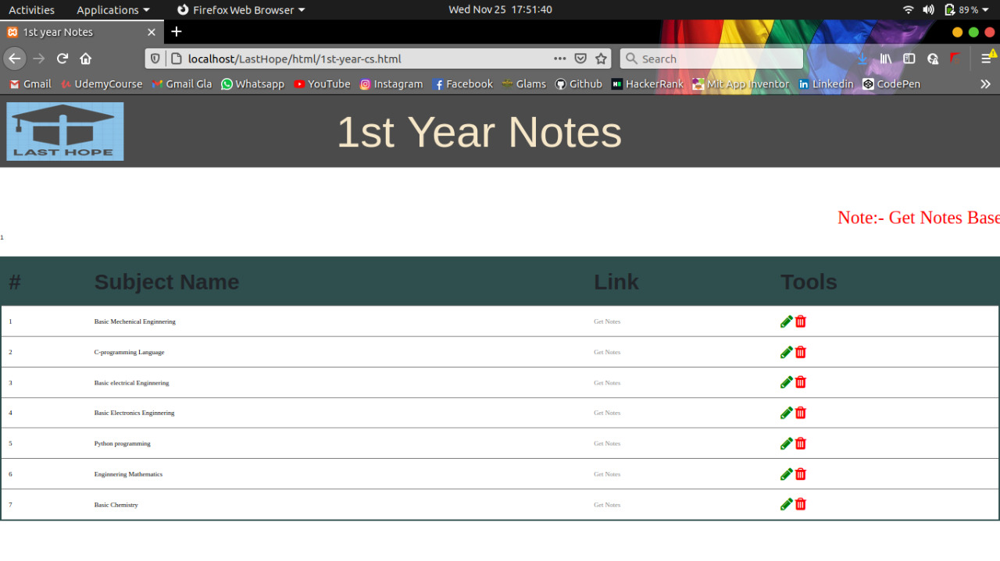 Activities Applications Firefox Web Browser Wed Nov 25 17:51:40 89 %
1st year Notes
localhost/LastHope/html/1st-year-cs.html Search
Gmail UdemyCourse Gmail Gla Whatsapp YouTube Instagram Facebook Glams Github HackerRank Mit App Inventor Linkedin CodePen
LAST HOPE
1st Year Notes
Note:- Get Notes Base
1
# Subject Name Link Tools
1 Basic Mechenical Enginnering Get Notes
2 C-programming Language Get Notes
3 Basic electrical Enginnering Get Notes
4 Basic Electronics Enginnering Get Notes
5 Python programming Get Notes
6 Enginnering Mathematics Get Notes
7 Basic Chemistry Get Notes